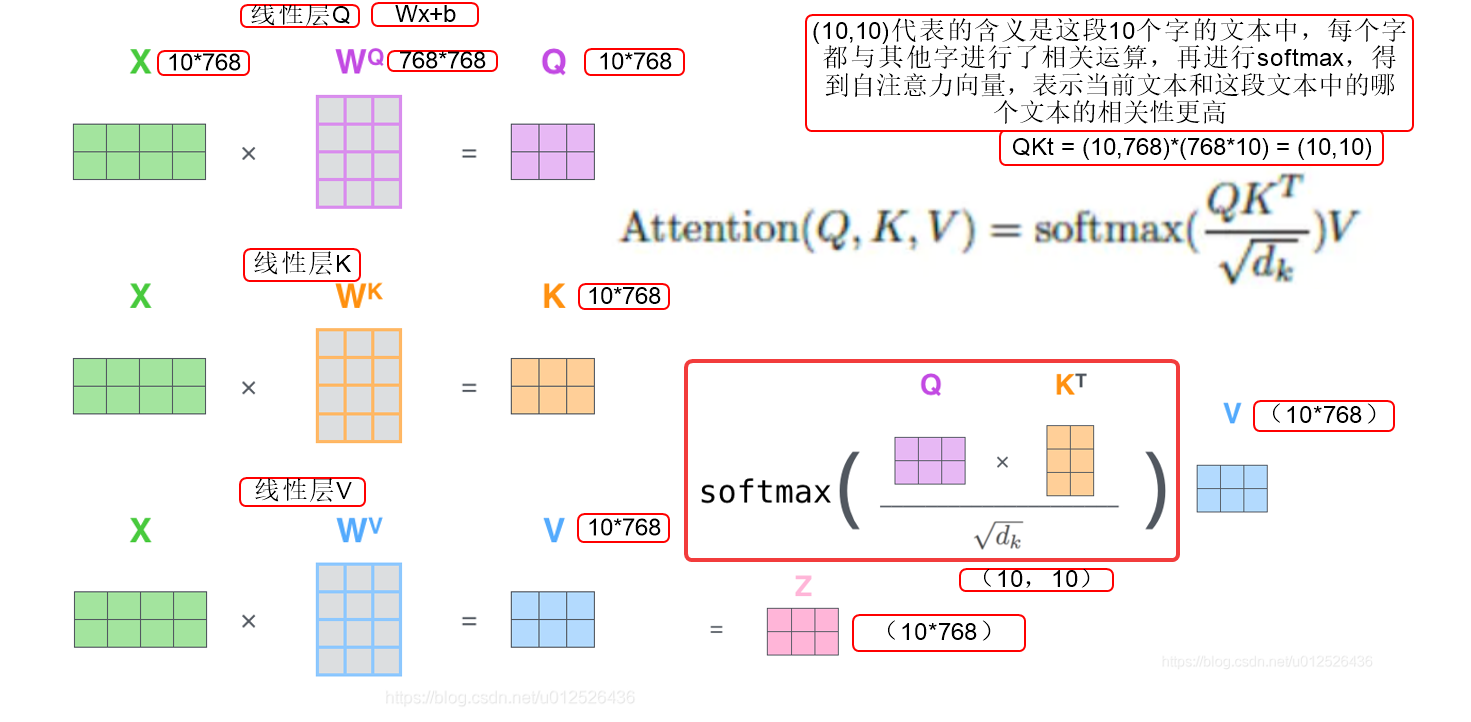 线性层Q
Wx+b
X 10*768
W^Q 768*768
Q 10*768
×
=
(10,10)代表的含义是这段10个字的文本中，每个字
都与其他字进行了相关运算，再进行softmax，得
到自注意力向量，表示当前文本和这段文本中的哪
个文本的相关性更高
QKt = (10,768)*(768*10) = (10,10)
Attention(Q, K, V) = softmax(QK^T/√d_k)V
线性层K
X
W^K
K 10*768
×
=
线性层V
X
W^V
V 10*768
×
=
Q
K^T
×
softmax( )
√d_k
V （10*768）
（10， 10）
Z
=
（10*768）
https://blog.csdn.net/u012526436
https://blog.csdn.net/u012526436